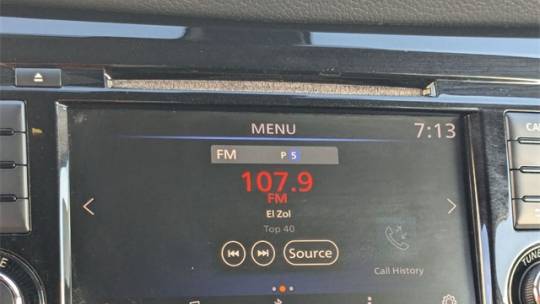 MENU 7:13
FM P 5
107.9
FM
El Zol
Top 40
Source
Call History